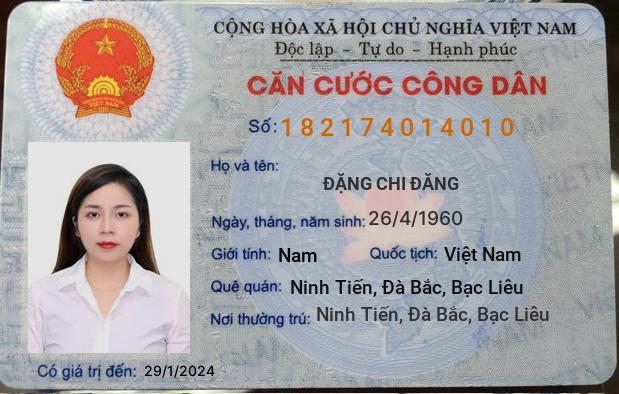 CỘNG HÒA XÃ HỘI CHỦ NGHĨA VIỆT NAM
Độc lập - Tự do - Hạnh phúc
CĂN CƯỚC CÔNG DÂN
Số: 182174014010
Họ và tên:
ĐẶNG CHI ĐĂNG
Ngày, tháng, năm sinh: 26/4/1960
Giới tính: Nam Quốc tịch: Việt Nam
Quê quán: Ninh Tiến, Đà Bắc, Bạc Liêu
Nơi thường trú: Ninh Tiến, Đà Bắc, Bạc Liêu
Có giá trị đến: 29/1/2024
VIỆT NAM